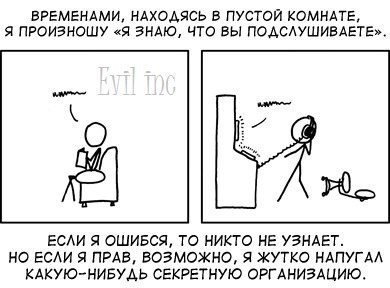 ВРЕМЕНАМИ, НАХОДЯСЬ В ПУСТОЙ КОМНАТЕ,
Я ПРОИЗНОШУ «Я ЗНАЮ, ЧТО ВЫ ПОДСЛУШИВАЕТЕ».
Evil inc
ЕСЛИ Я ОШИБСЯ, ТО НИКТО НЕ УЗНАЕТ.
НО ЕСЛИ Я ПРАВ, ВОЗМОЖНО, Я ЖУТКО НАПУГАЛ
КАКУЮ-НИБУДЬ СЕКРЕТНУЮ ОРГАНИЗАЦИЮ.